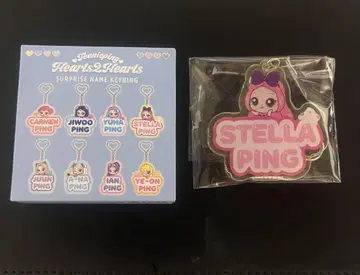 Teenieping
Hearts2Hearts
SURPRISE NAME KEYRING
CARMEN PING
JIWOO PING
YUHA PING
STELLA PING
JUUN PING
A-NA PING
IAN PING
YE-ON PING
STELLA
PING